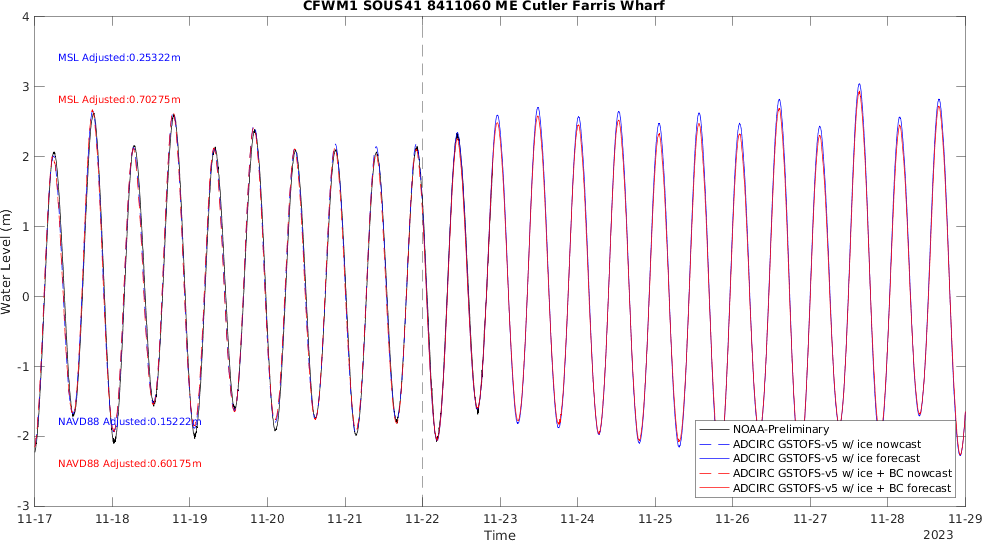 CFWM1 SOUS41 8411060 ME Cutler Farris Wharf
4
3
2
1
0
-1
-2
-3
Water Level (m)
MSL Adjusted:0.25322m
MSL Adjusted:0.70275m
NAVD88 Adjusted:0.15222m
NAVD88 Adjusted:0.60175m
NOAA-Preliminary
ADCIRC GSTOFS-v5 w/ ice nowcast
ADCIRC GSTOFS-v5 w/ ice forecast
ADCIRC GSTOFS-v5 w/ ice + BC nowcast
ADCIRC GSTOFS-v5 w/ ice + BC forecast
11-17 11-18 11-19 11-20 11-21 11-22 11-23 11-24 11-25 11-26 11-27 11-28 11-29
Time
2023